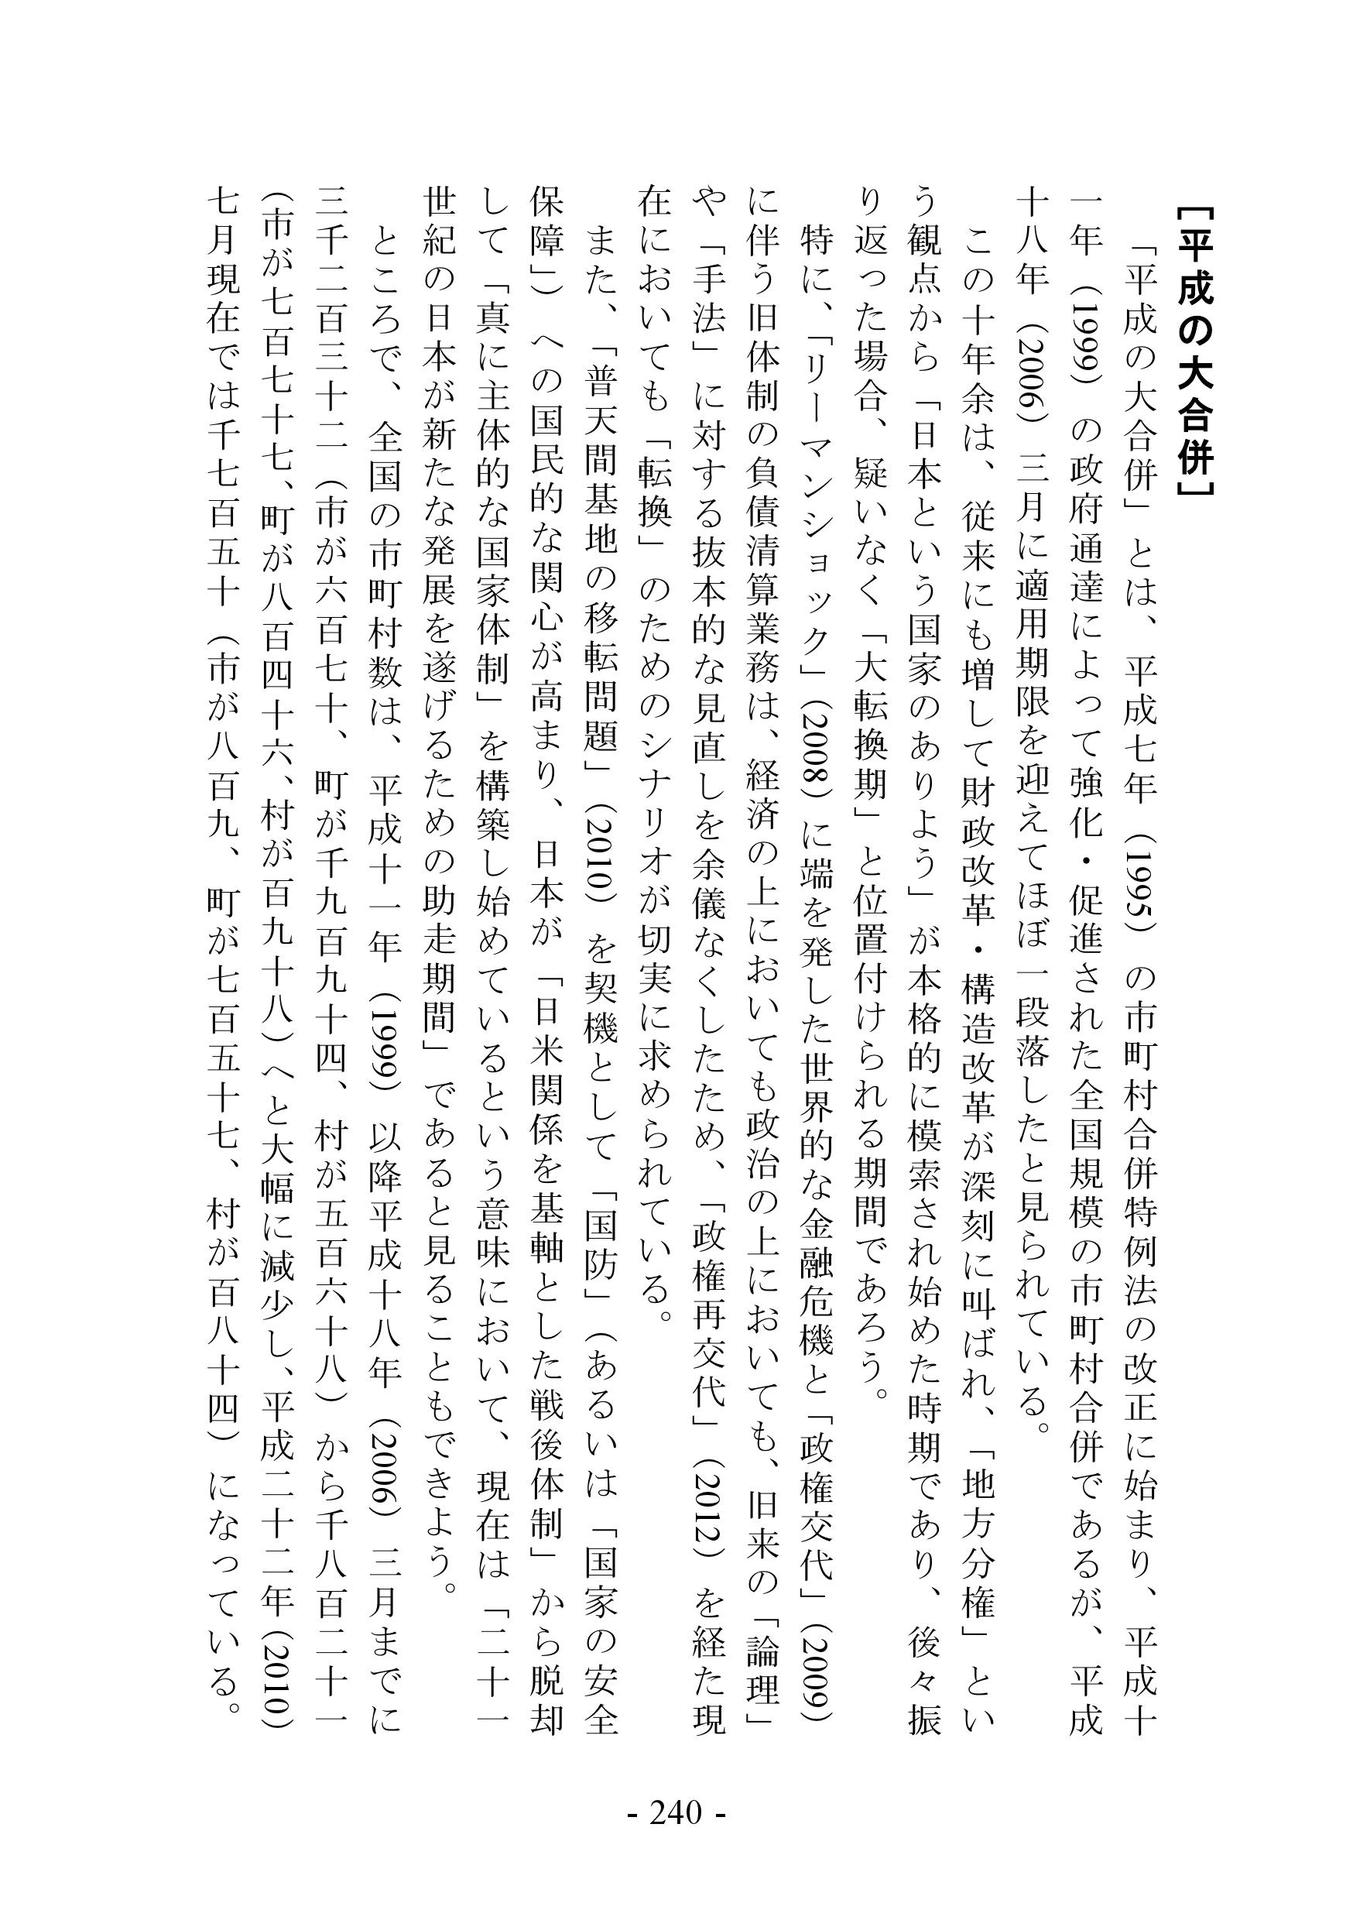 ［平成の大合併］
「平成の大合併」とは、平成七年（1995）の市町村合併特例法の改正に始まり、平成十
一年（1999）の政府通達によって強化・促進された全国規模の市町村合併であるが、平成
十八年（2006）三月に適用期限を迎えてほぼ一段落したと見られている。
この十年余は、従来にも増して財政改革・構造改革が深刻に叫ばれ、「地方分権」とい
う観点から「日本という国家のありよう」が本格的に模索され始めた時期であり、後々振
り返った場合、疑いなく「大転換期」と位置付けられる期間であろう。
特に、「リーマンショック」（2008）に端を発した世界的な金融危機と「政権交代」（2009）
に伴う旧体制の負債清算業務は、経済の上においても政治の上においても、旧来の「論理」
や「手法」に対する抜本的な見直しを余儀なくしたため、「政権再交代」（2012）を経た現
在においても「転換」のためのシナリオが切実に求められている。
また、「普天間基地の移転問題」（2010）を契機として「国防」（あるいは「国家の安全
保障」）への国民的な関心が高まり、日本が「日米関係を基軸とした戦後体制」から脱却
して「真に主体的な国家体制」を構築し始めているという意味において、現在は「二十一
世紀の日本が新たな発展を遂げるための助走期間」であると見ることもできよう。
ところで、全国の市町村数は、平成十一年（1999）以降平成十八年（2006）三月までに
三千二百三十二（市が六百七十、町が千九百九十四、村が五百六十八）から千八百二十一
（市が七百七十七、町が八百四十六、村が百九十八）へと大幅に減少し、平成二十二年（2010）
七月現在では千七百五十（市が八百九、町が七百五十七、村が百八十四）になっている。
- 240 -